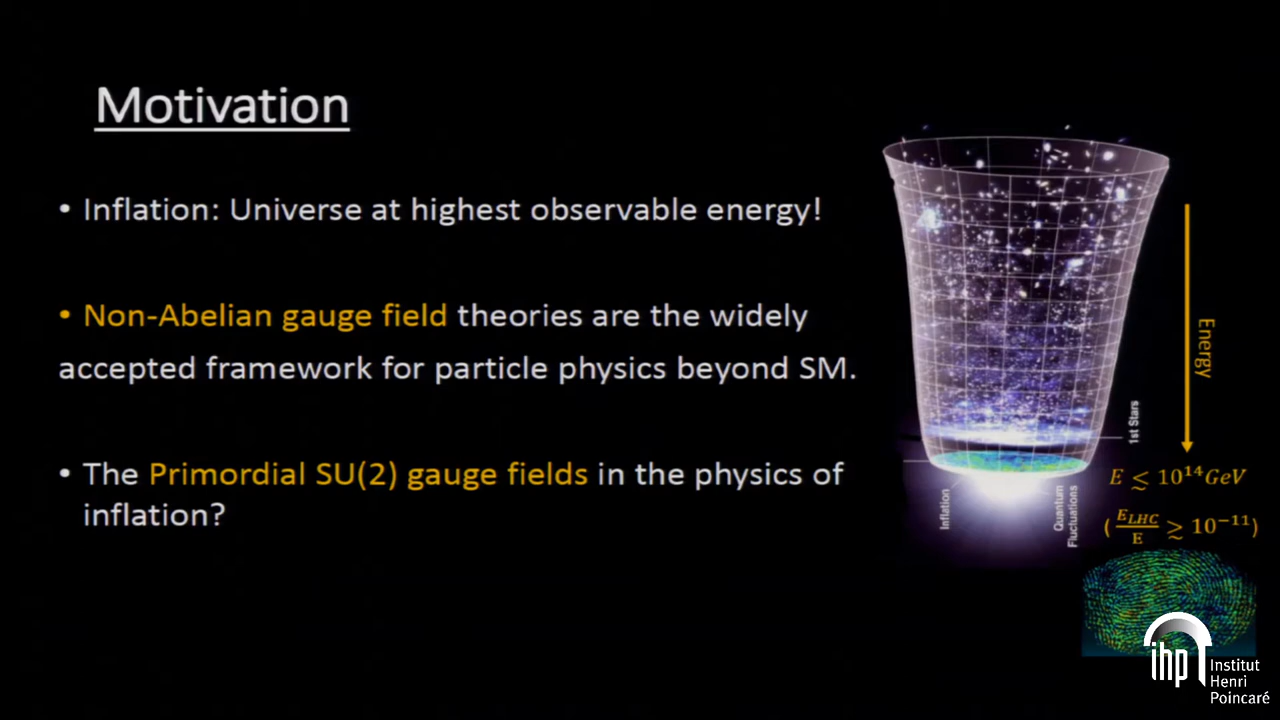 Motivation
• Inflation: Universe at highest observable energy!
• Non-Abelian gauge field theories are the widely
accepted framework for particle physics beyond SM.
• The Primordial SU(2) gauge fields in the physics of
inflation?
Energy
1st Stars
Inflation
Quantum
Fluctuations
E ≲ 10¹⁴GeV
( E_LHC/E ≳ 10⁻¹¹)
ihp
Institut
Henri
Poincaré